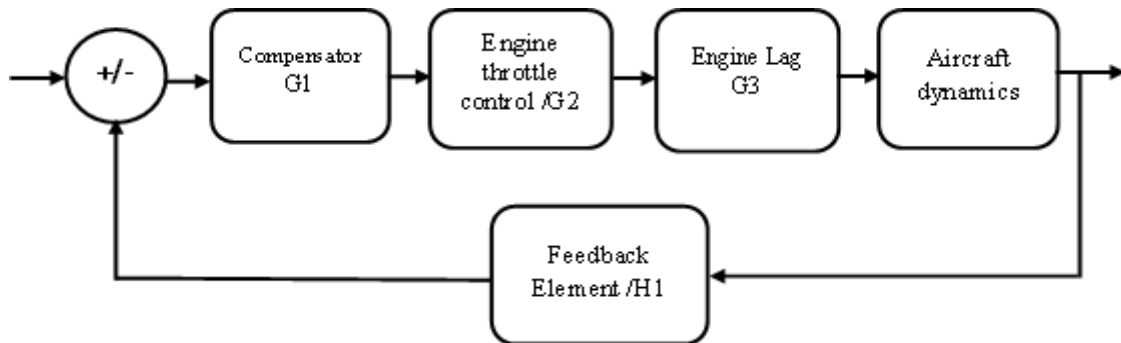 +/-
Compensator
G1
Engine
throttle
control /G2
Engine Lag
G3
Aircraft
dynamics
Feedback
Element /H1